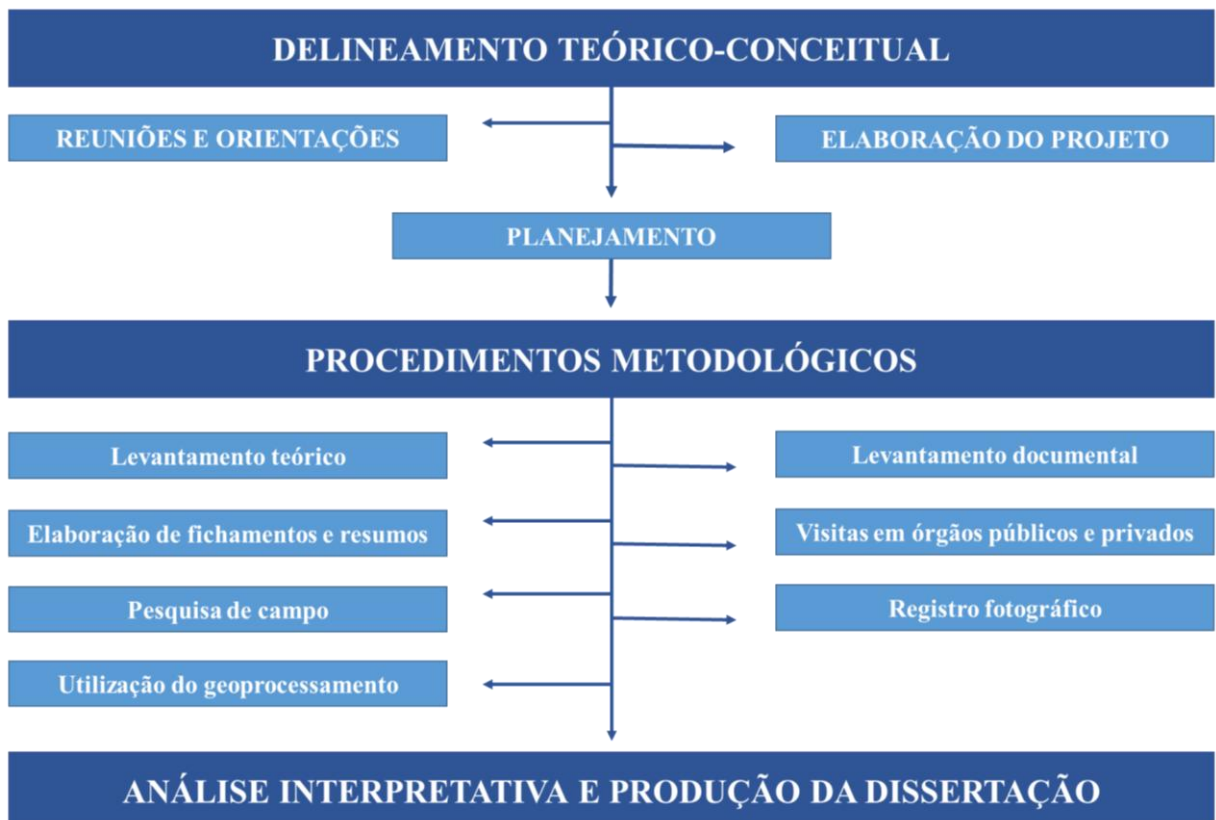 DELINEAMENTO TEÓRICO-CONCEITUAL
REUNIÕES E ORIENTAÇÕES
ELABORAÇÃO DO PROJETO
PLANEJAMENTO
PROCEDIMENTOS METODOLÓGICOS
Levantamento teórico
Levantamento documental
Elaboração de fichamentos e resumos
Visitas em órgãos públicos e privados
Pesquisa de campo
Registro fotográfico
Utilização do geoprocessamento
ANÁLISE INTERPRETATIVA E PRODUÇÃO DA DISSERTAÇÃO